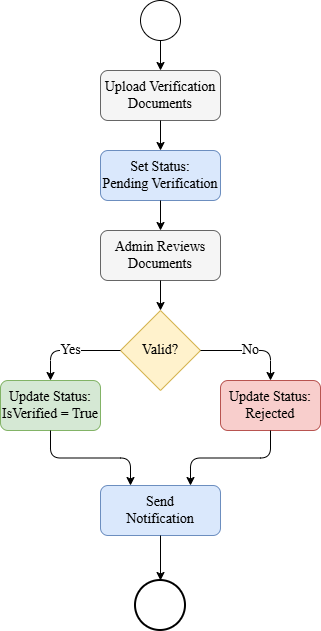 Upload Verification
Documents
Set Status:
Pending Verification
Admin Reviews
Documents
Valid?
Yes
No
Update Status:
IsVerified = True
Update Status:
Rejected
Send
Notification